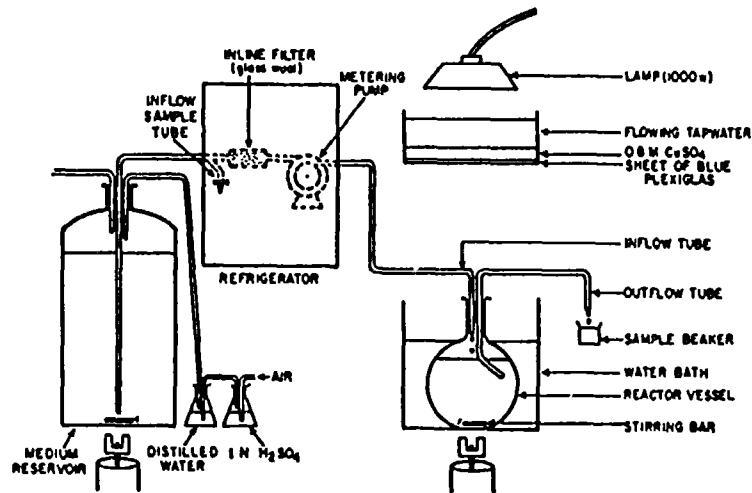 INLINE FILTER
(glass wool)
METERING
PUMP
INFLOW
SAMPLE
TUBE
REFRIGERATOR
LAMP (1000 w)
FLOWING TAPWATER
0 8 M CuSO4
SHEET OF BLUE
PLEXIGLAS
INFLOW TUBE
OUTFLOW TUBE
SAMPLE BEAKER
WATER BATH
REACTOR VESSEL
STIRRING BAR
AIR
MEDIUM
RESERVOIR
DISTILLED
WATER
1 N H2SO4